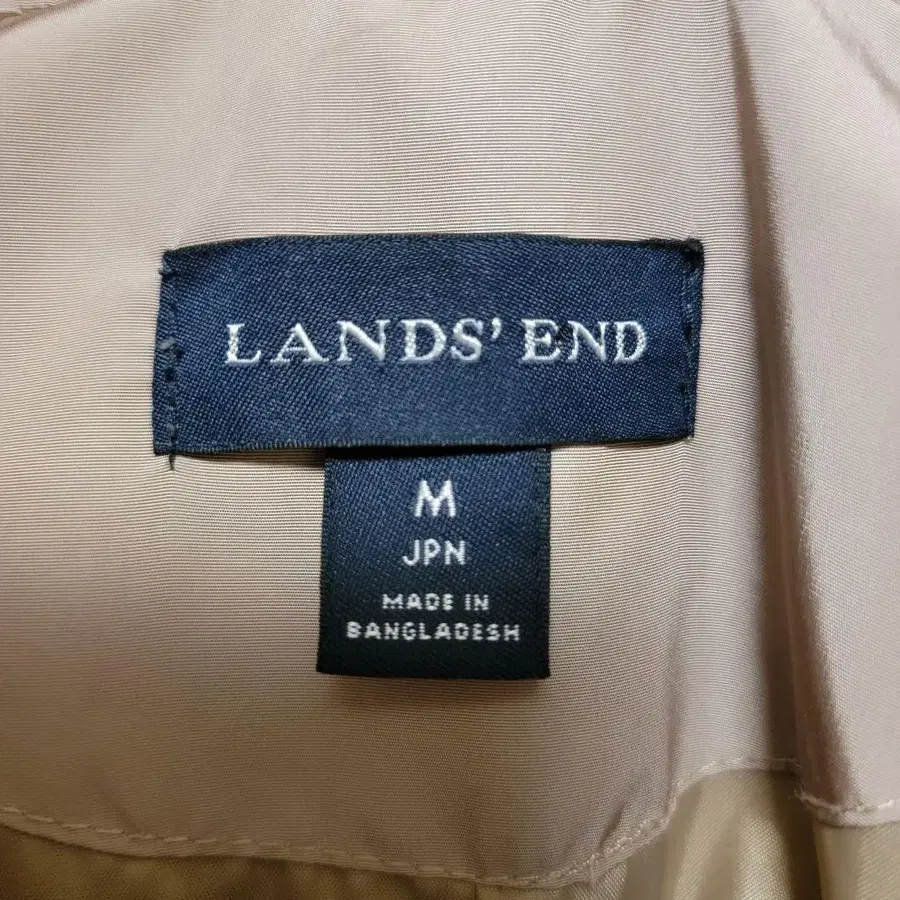 LANDS' END
M
JPN
MADE IN
BANGLADESH